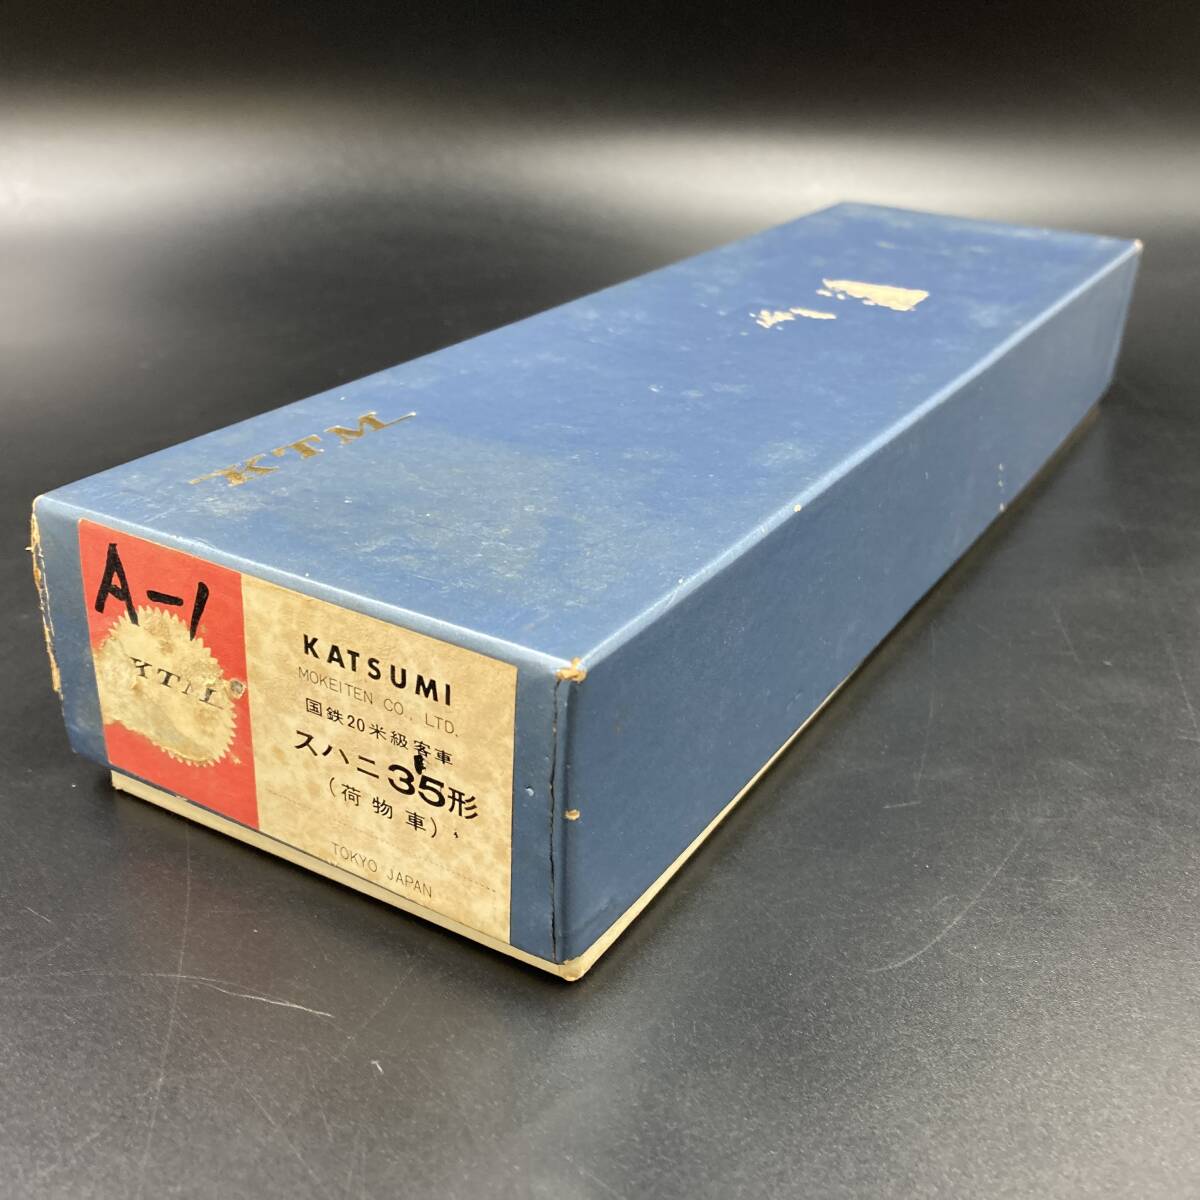 KTM
A-1
KTM
KATSUMI
MOKEITEN CO., LTD.
国鉄20米級客車
スハニ35形
(荷物車)
TOKYO JAPAN